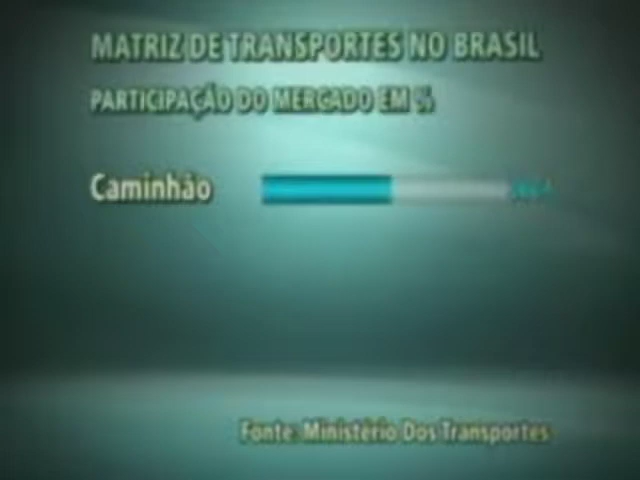 MATRIZ DE TRANSPORTES NO BRASIL
PARTICIPAÇÃO DO MERCADO EM %
Caminhão
Fonte: Ministério Dos Transportes